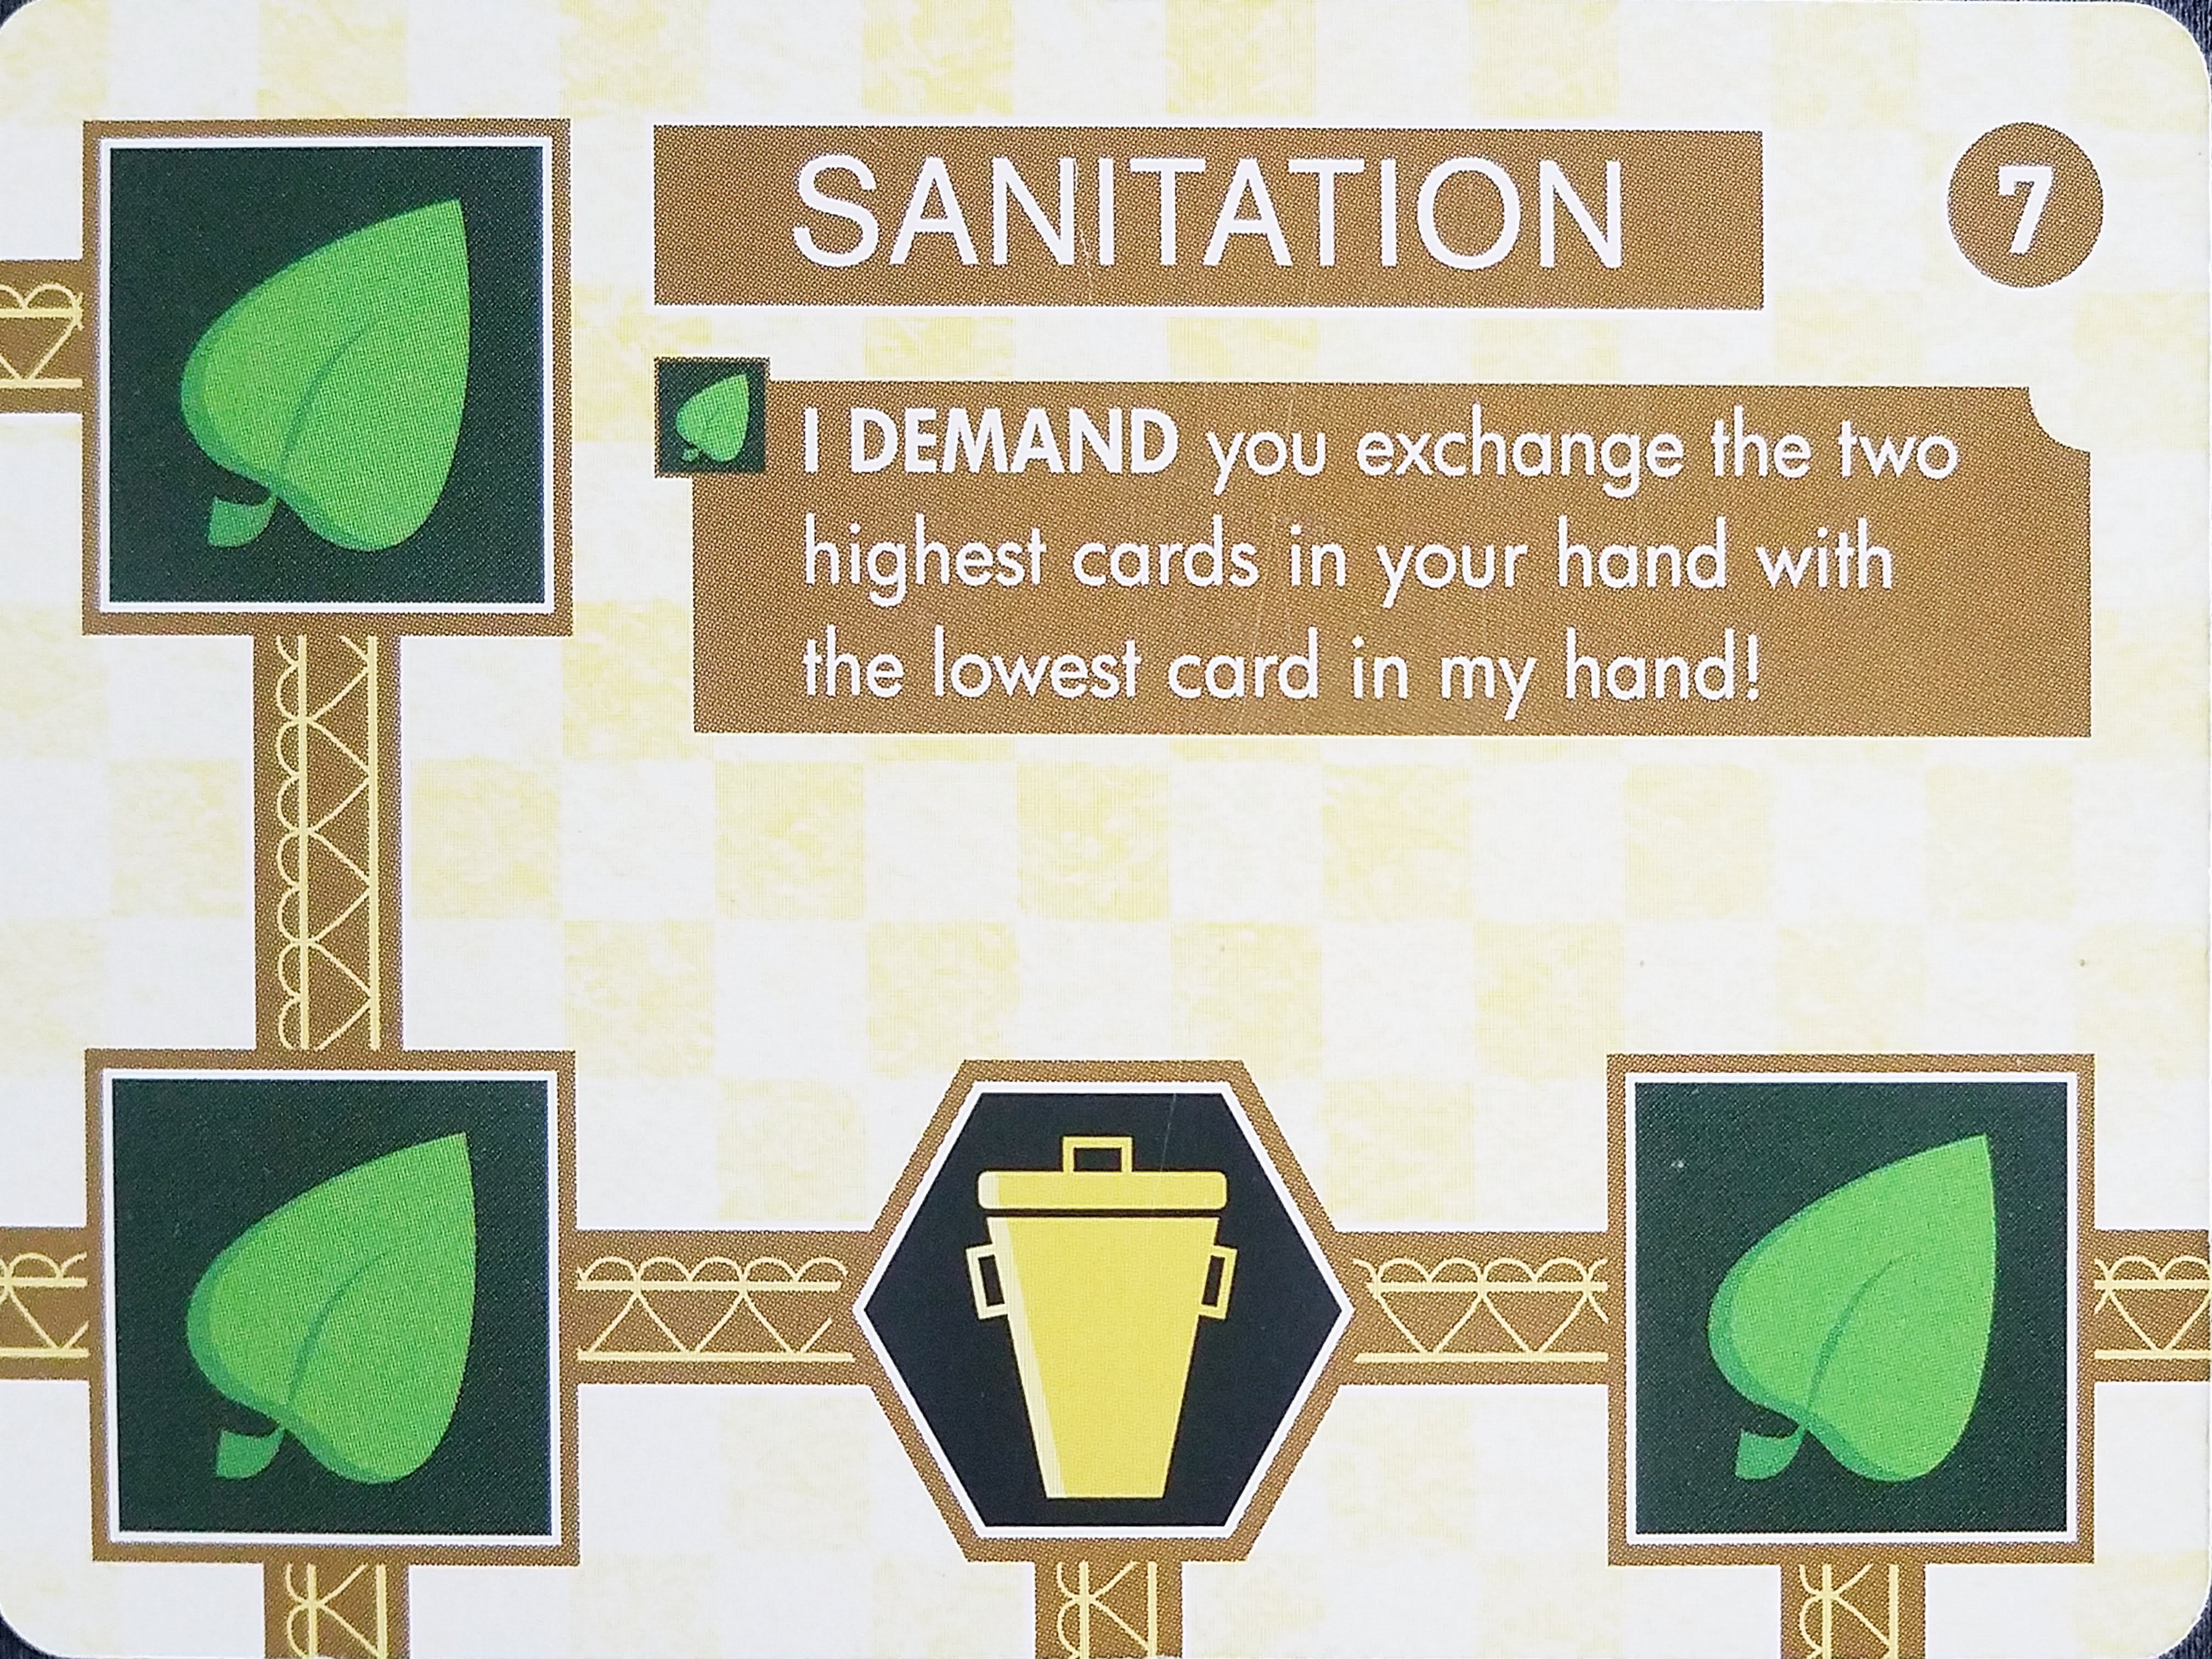 SANITATION
7
I DEMAND you exchange the two
highest cards in your hand with
the lowest card in my hand!